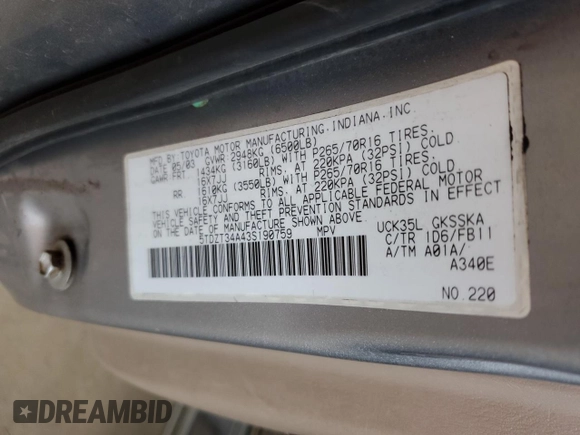 MFD BY: TOYOTA MOTOR MANUFACTURING.INDIANA.INC
DATE 05/03 GVWR 2948KG (6500LB)
GAWR FRT. 1434KG (3160LB) WITH P265/70R16 TIRES.
16X7JJ RIMS. AT 220KPA (32PSI) COLD
RR. 1610KG (3550LB) WITH P265/70R16 TIRES.
16X7JJ RIMS. AT 220KPA (32PSI) COLD
THIS VEHICLE CONFORMS TO ALL APPLICABLE FEDERAL MOTOR
VEHICLE SAFETY AND THEFT PREVENTION STANDARDS IN EFFECT
ON THE DATE OF MANUFACTURE SHOWN ABOVE.
5TDZT34A43S190759 MPV
UCK35L GKSSKA
C/TR 1D6/FB11
A/TM A01A/
A340E
NO.220
DREAMBID